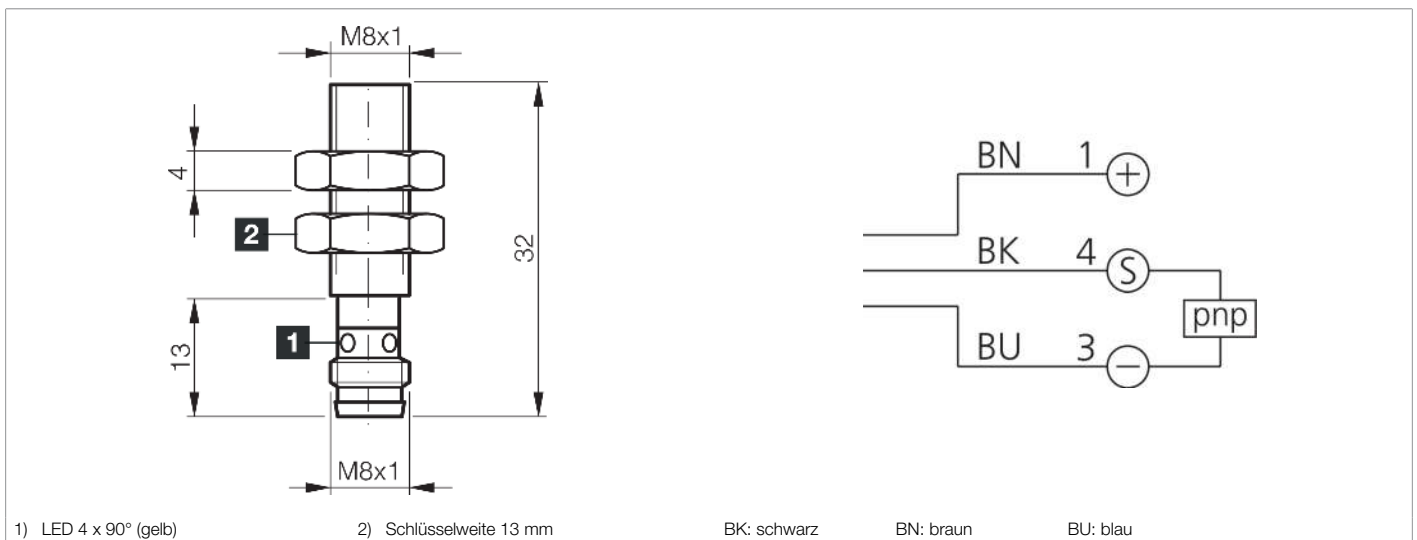 M8x1
4
2
32
13
1
M8x1
BN 1 +
BK 4 S
pnp
BU 3 −
1) LED 4 x 90° (gelb) 2) Schlüsselweite 13 mm BK: schwarz BN: braun BU: blau